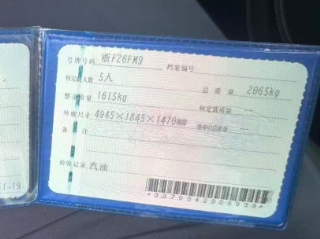 号牌号码 湘F26FM9 档案编号
核定载人数 5人 总质量 2065kg
整备质量 1615kg 核定载质量
外廓尺寸 4945×1845×1470mm 准牵引总质量
备注
检验记录 汽油